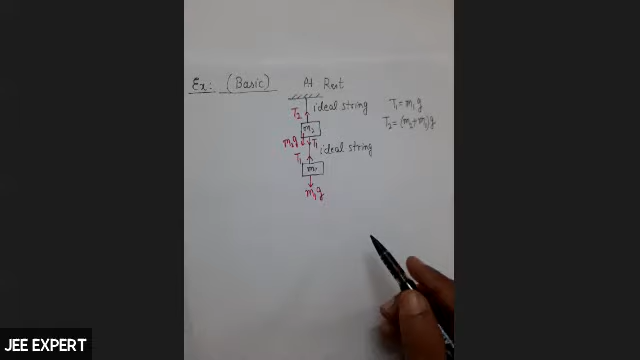 Ex: (Basic)
At Rest
T₂ ideal string
T₁ = m₁g
m₂
T₂ = (m₂+m₁)g
m₂g T₁
T₁ ideal string
m₁
m₁g
JEE EXPERT